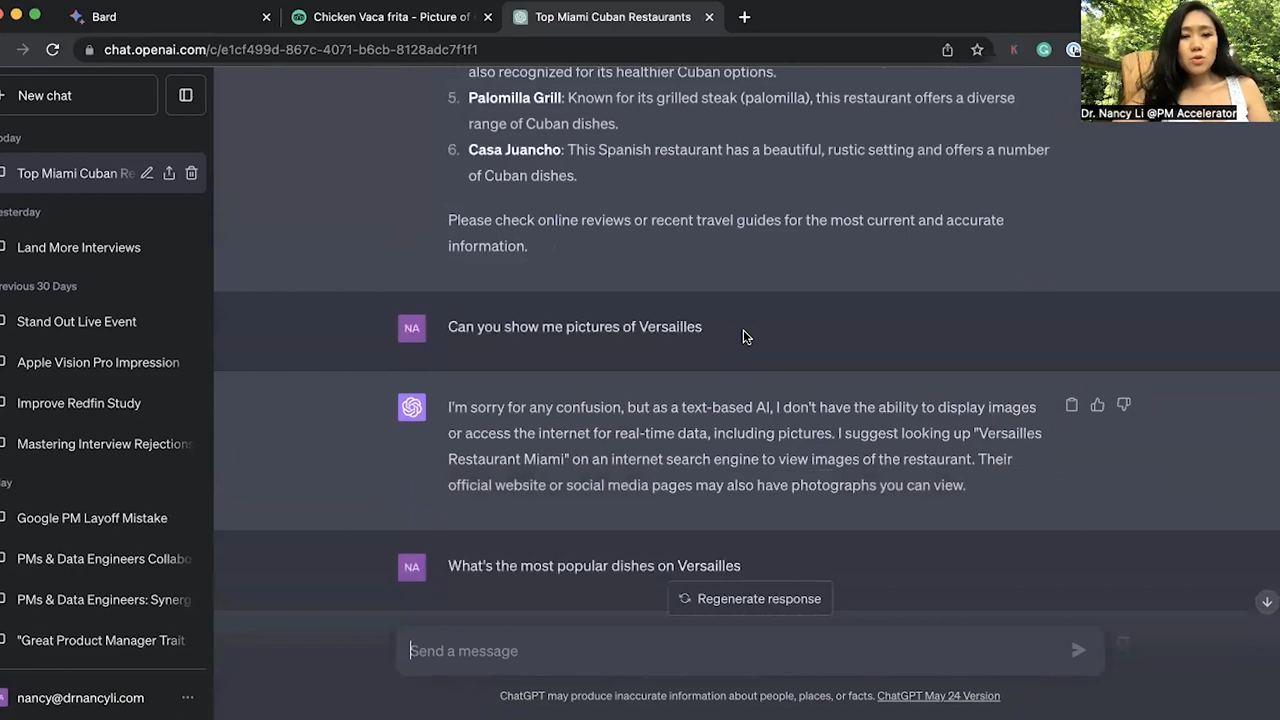 Bard
Chicken Vaca frita - Picture of
Top Miami Cuban Restaurants
chat.openai.com/c/e1cf499d-867c-4071-b6cb-8128adc7f1f1
Dr. Nancy Li @PM Accelerator
New chat
oday
Top Miami Cuban Re
esterday
Land More Interviews
revious 30 Days
Stand Out Live Event
Apple Vision Pro Impression
Improve Redfin Study
Mastering Interview Rejections
ay
Google PM Layoff Mistake
PMs & Data Engineers Collabo
PMs & Data Engineers: Synerg
"Great Product Manager Trait
NA
nancy@drnancyli.com
also recognized for its healthier Cuban options.
5. Palomilla Grill: Known for its grilled steak (palomilla), this restaurant offers a diverse
range of Cuban dishes.
6. Casa Juancho: This Spanish restaurant has a beautiful, rustic setting and offers a number
of Cuban dishes.
Please check online reviews or recent travel guides for the most current and accurate
information.
NA
Can you show me pictures of Versailles
I'm sorry for any confusion, but as a text-based AI, I don't have the ability to display images
or access the internet for real-time data, including pictures. I suggest looking up "Versailles
Restaurant Miami" on an internet search engine to view images of the restaurant. Their
official website or social media pages may also have photographs you can view.
NA
What's the most popular dishes on Versailles
Regenerate response
Send a message
ChatGPT may produce inaccurate information about people, places, or facts. ChatGPT May 24 Version